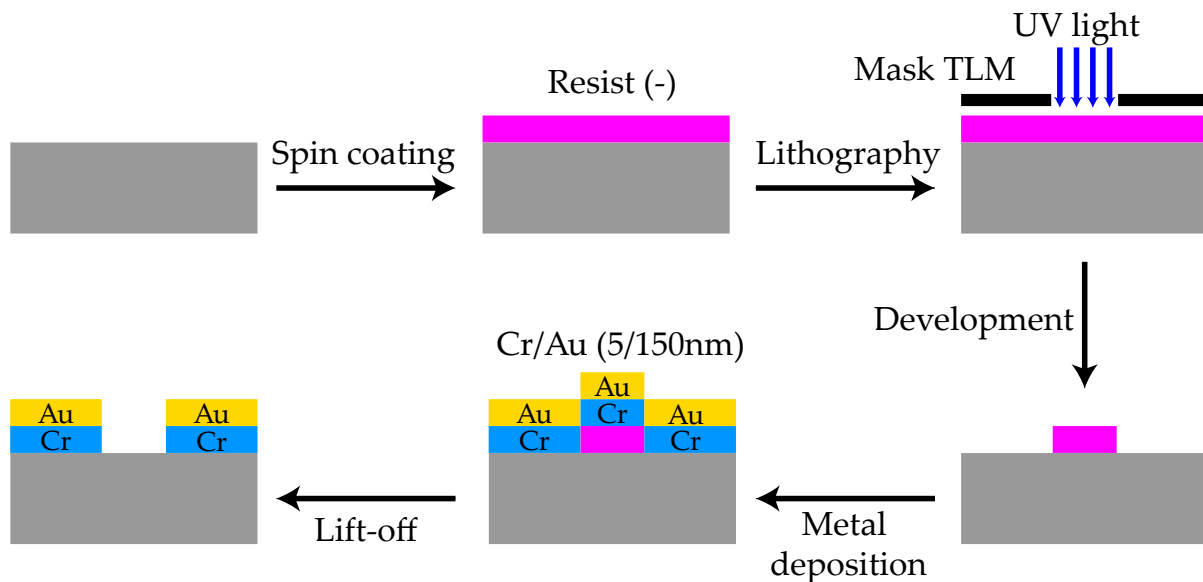 UV light
Mask TLM
Resist (-)
Spin coating
Lithography
Development
Cr/Au (5/150nm)
Au
Au
Au
Cr
Au
Au
Cr
Cr
Cr
Cr
Lift-off
Metal
deposition